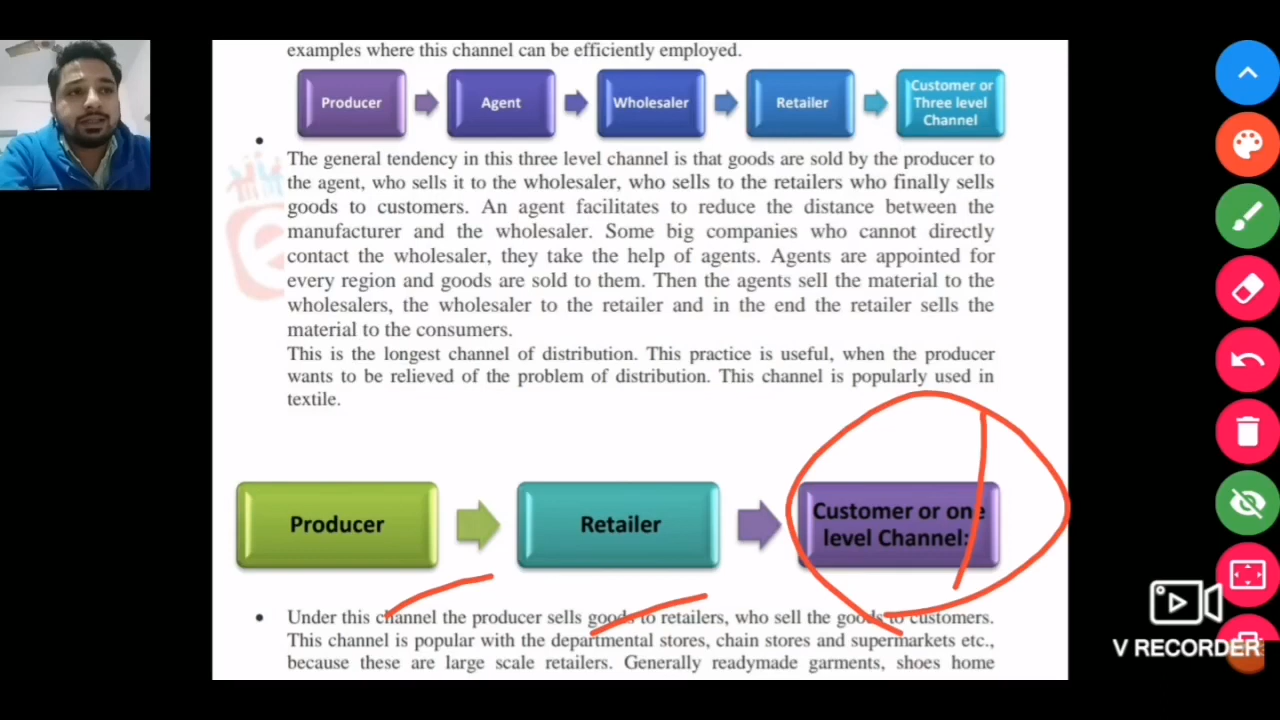 examples where this channel can be efficiently employed.
Producer
Agent
Wholesaler
Retailer
Customer or
Three level
Channel
The general tendency in this three level channel is that goods are sold by the producer to
the agent, who sells it to the wholesaler, who sells to the retailers who finally sells
goods to customers. An agent facilitates to reduce the distance between the
manufacturer and the wholesaler. Some big companies who cannot directly
contact the wholesaler, they take the help of agents. Agents are appointed for
every region and goods are sold to them. Then the agents sell the material to the
wholesalers, the wholesaler to the retailer and in the end the retailer sells the
material to the consumers.
This is the longest channel of distribution. This practice is useful, when the producer
wants to be relieved of the problem of distribution. This channel is popularly used in
textile.
Producer
Retailer
Customer or one
level Channel:
Under this channel the producer sells goods to retailers, who sell the goods to customers.
This channel is popular with the departmental stores, chain stores and supermarkets etc.,
because these are large scale retailers. Generally readymade garments, shoes home
V RECORDER